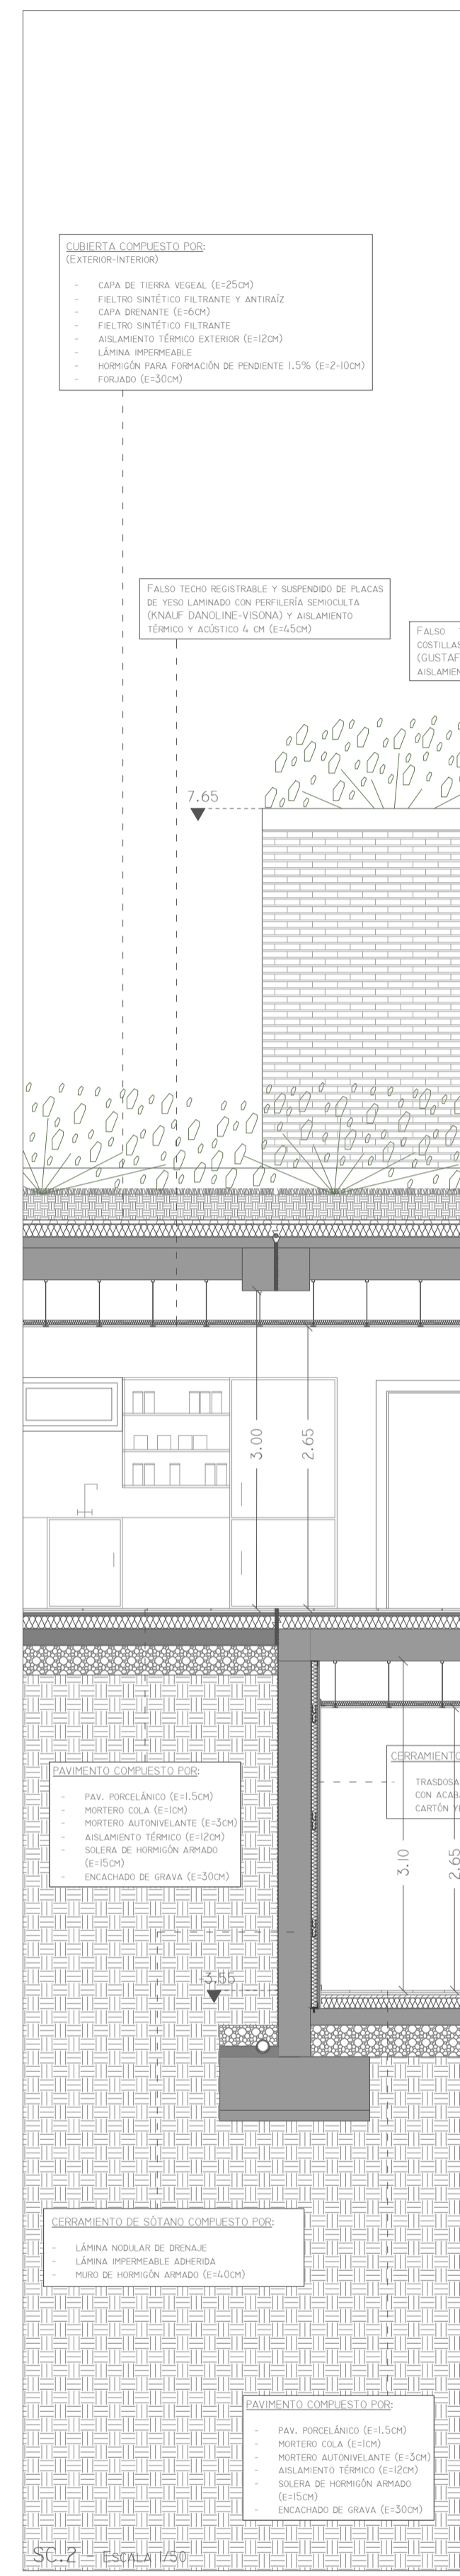 CUBIERTA COMPUESTO POR:
(EXTERIOR-INTERIOR)
- CAPA DE TIERRA VEGEAL (E=25CM)
- FIELTRO SINTÉTICO FILTRANTE Y ANTIRAÍZ
- CAPA DRENANTE (E=6CM)
- FIELTRO SINTÉTICO FILTRANTE
- AISLAMIENTO TÉRMICO EXTERIOR (E=12CM)
- LÁMINA IMPERMEABLE
- HORMIGÓN PARA FORMACIÓN DE PENDIENTE 1.5% (E=2-10CM)
- FORJADO (E=30CM)
FALSO TECHO REGISTRABLE Y SUSPENDIDO DE PLACAS
DE YESO LAMINADO CON PERFILERÍA SEMIOCULTA
(KNAUF DANOLINE-VISONA) Y AISLAMIENTO
TÉRMICO Y ACÚSTICO 4 CM (E=45CM)
FALSO
COSTILLAS
(GUSTAF
AISLAMIEN
7.65
3.00
2.65
PAVIMENTO COMPUESTO POR:
- PAV. PORCELÁNICO (E=1.5CM)
- MORTERO COLA (E=1CM)
- MORTERO AUTONIVELANTE (E=3CM)
- AISLAMIENTO TÉRMICO (E=12CM)
- SOLERA DE HORMIGÓN ARMADO
(E=15CM)
- ENCACHADO DE GRAVA (E=30CM)
CERRAMIENTO
TRASDOSA
CON ACAB
CARTÓN Y
3.10
2.65
-3.55
CERRAMIENTO DE SÓTANO COMPUESTO POR:
- LÁMINA NODULAR DE DRENAJE
- LÁMINA IMPERMEABLE ADHERIDA
- MURO DE HORMIGÓN ARMADO (E=40CM)
PAVIMENTO COMPUESTO POR:
- PAV. PORCELÁNICO (E=1.5CM)
- MORTERO COLA (E=1CM)
- MORTERO AUTONIVELANTE (E=3CM)
- AISLAMIENTO TÉRMICO (E=12CM)
- SOLERA DE HORMIGÓN ARMADO
(E=15CM)
- ENCACHADO DE GRAVA (E=30CM)
SC.2 - ESCALA 1/50